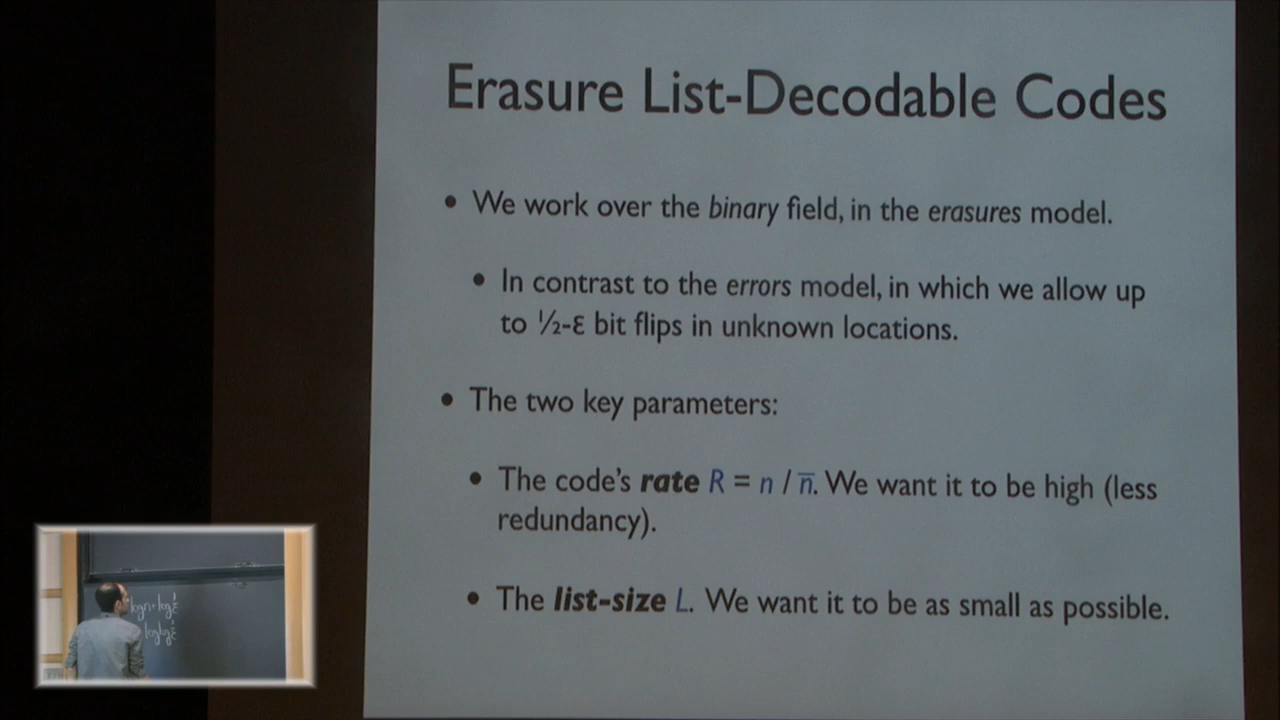 Erasure List-Decodable Codes
• We work over the binary field, in the erasures model.
• In contrast to the errors model, in which we allow up
to ½-ε bit flips in unknown locations.
• The two key parameters:
• The code's rate R = n / n̅. We want it to be high (less
redundancy).
• The list-size L. We want it to be as small as possible.
logn+log
loglog